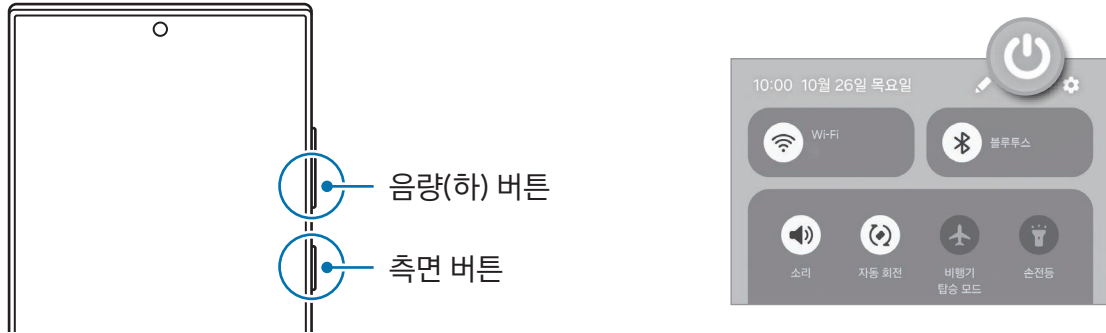 음량(하) 버튼
측면 버튼
10:00 10월 26일 목요일
Wi-Fi
블루투스
소리
자동 회전
비행기
탑승 모드
손전등